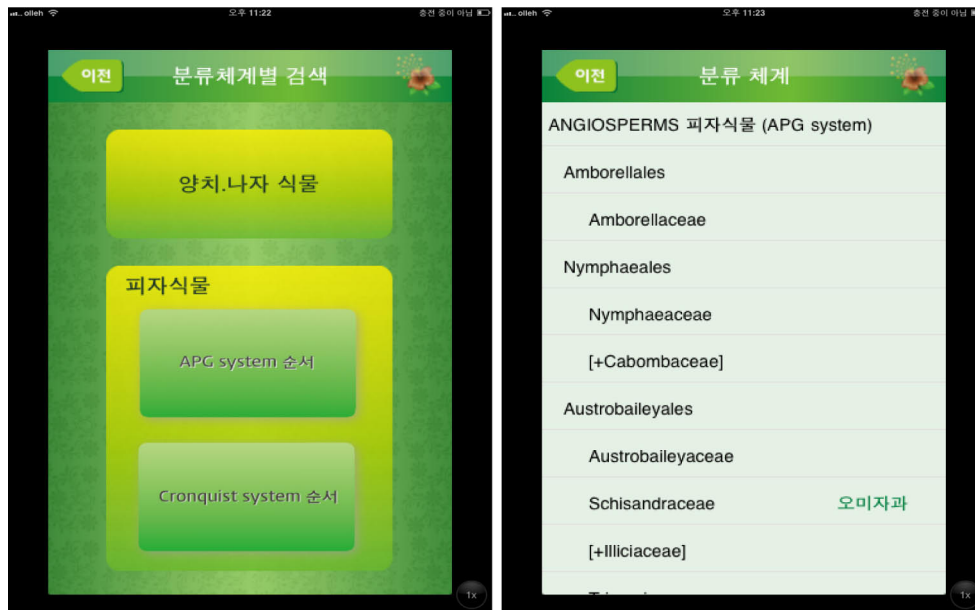 olleh 오후 11:22 충전 중이 아님
이전 분류체계별 검색
양치.나자 식물
피자식물
APG system 순서
Cronquist system 순서
1x
olleh 오후 11:23 충전 중이 아님
이전 분류 체계
ANGIOSPERMS 피자식물 (APG system)
Amborellales
Amborellaceae
Nymphaeales
Nymphaeaceae
[+Cabombaceae]
Austrobaileyales
Austrobaileyaceae
Schisandraceae 오미자과
[+Illiciaceae]
1x